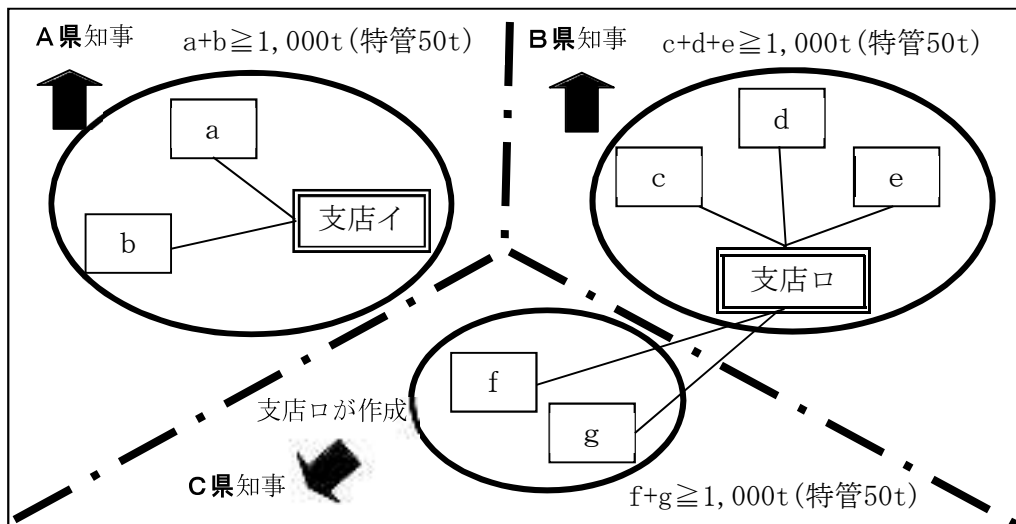 A県知事
a+b≧1,000t(特管50t)
a
b
支店イ
B県知事
c+d+e≧1,000t(特管50t)
d
c
e
支店ロ
f
g
支店ロが作成
C県知事
f+g≧1,000t(特管50t)